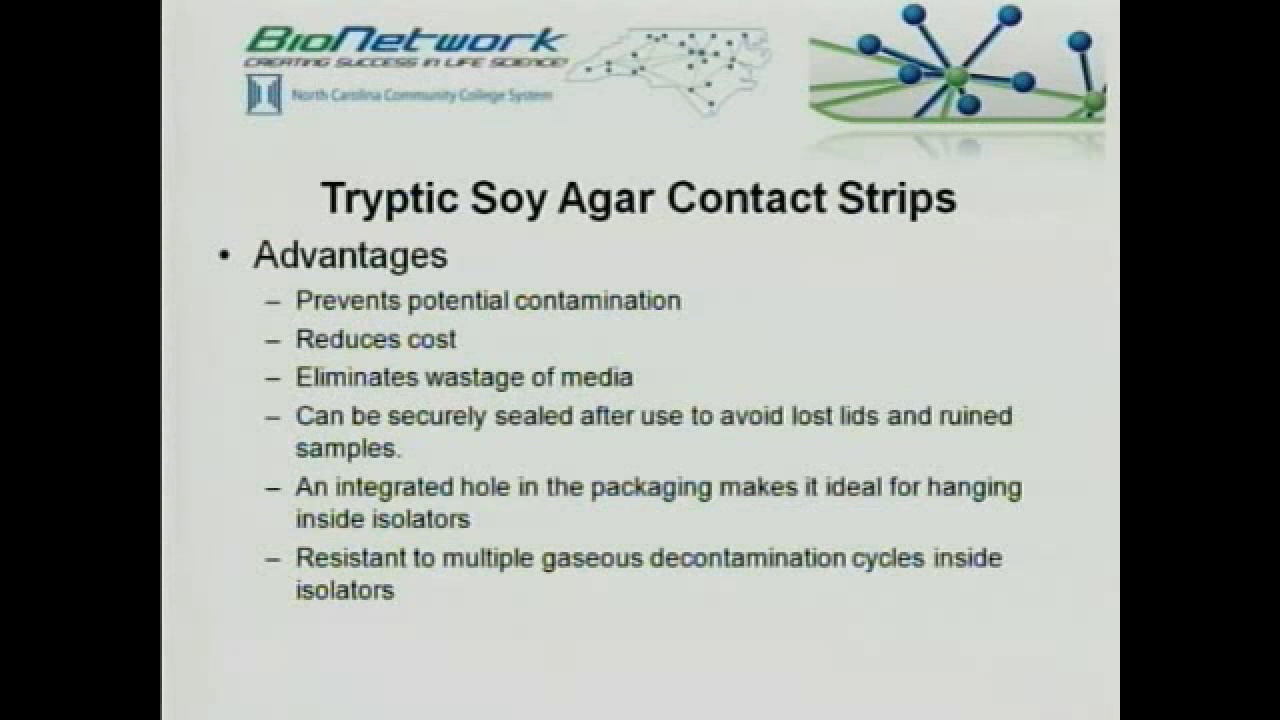 BioNetwork
CREATING SUCCESS IN LIFE SCIENCE
North Carolina Community College System
Tryptic Soy Agar Contact Strips
• Advantages
– Prevents potential contamination
– Reduces cost
– Eliminates wastage of media
– Can be securely sealed after use to avoid lost lids and ruined
samples.
– An integrated hole in the packaging makes it ideal for hanging
inside isolators
– Resistant to multiple gaseous decontamination cycles inside
isolators